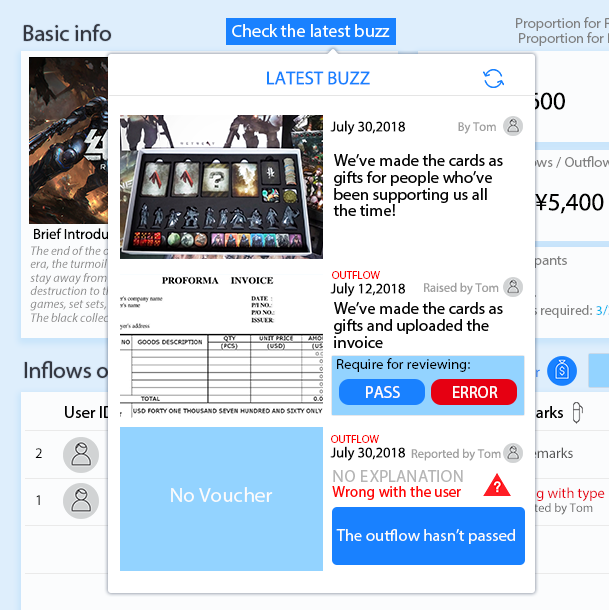 Basic info
Check the latest buzz
Proportion for
Proportion for
LATEST BUZZ
July 30,2018
By Tom
We've made the cards as
gifts for people who've
been supporting us all
the time!
500
ows / Outflow
¥5,400
Brief Introdu
The end of the o
era, the turmoil
stay away from
destruction to th
games, set sets,
The black collec
pants
s required: 3/
OUTFLOW
July 12,2018
Raised by Tom
We've made the cards as
gifts and uploaded the
invoice
Require for reviewing:
PASS
ERROR
PROFORMA INVOICE
r's company name
r's name
yer's address
DATE :
P/I NO.:
P/O NO.:
ISSUER:
NO GOODS DESCRIPTION QTY (PCS) UNIT PRICE (USD) AMO (US
TOTAL 0.0
USD FORTY ONE THOUSAND SEVEN HUNDRED AND SIXTY ONLY
Inflows o
User ID
arks
2
emarks
1
g with type
ted by Tom
No Voucher
OUTFLOW
July 30,2018
Reported by Tom
NO EXPLANATION
Wrong with the user
?
The outflow hasn't passed